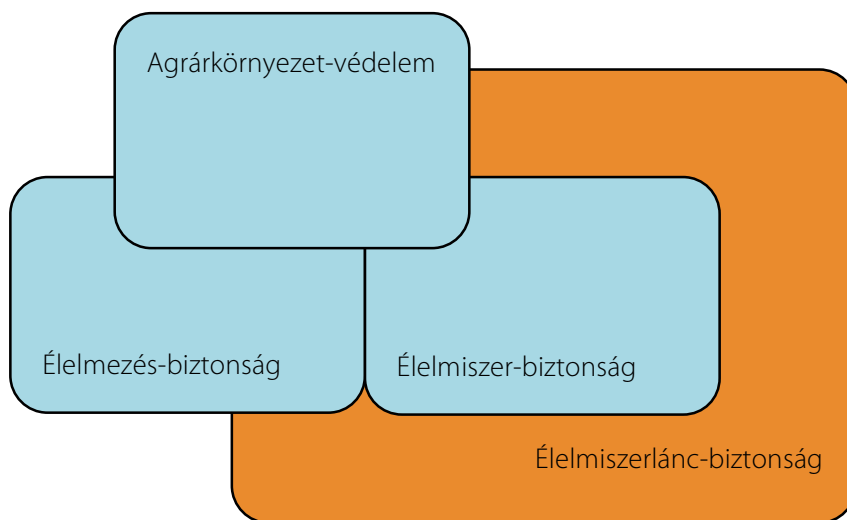 Agrárkörnyezet-védelem
Élelmezés-biztonság
Élelmiszer-biztonság
Élelmiszerlánc-biztonság